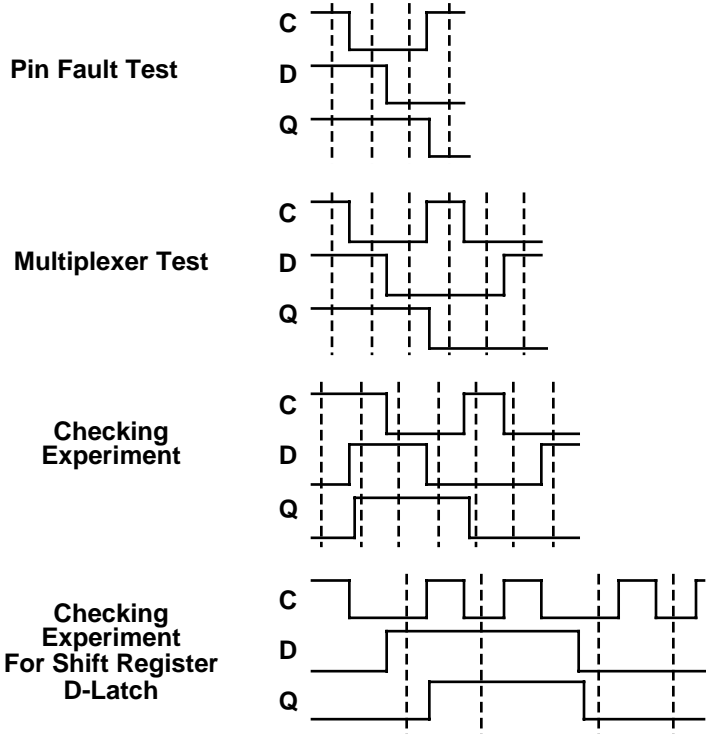 C
Pin Fault Test
D
Q
C
Multiplexer Test
D
Q
C
Checking
Experiment
D
Q
C
Checking
Experiment
For Shift Register
D-Latch
D
Q